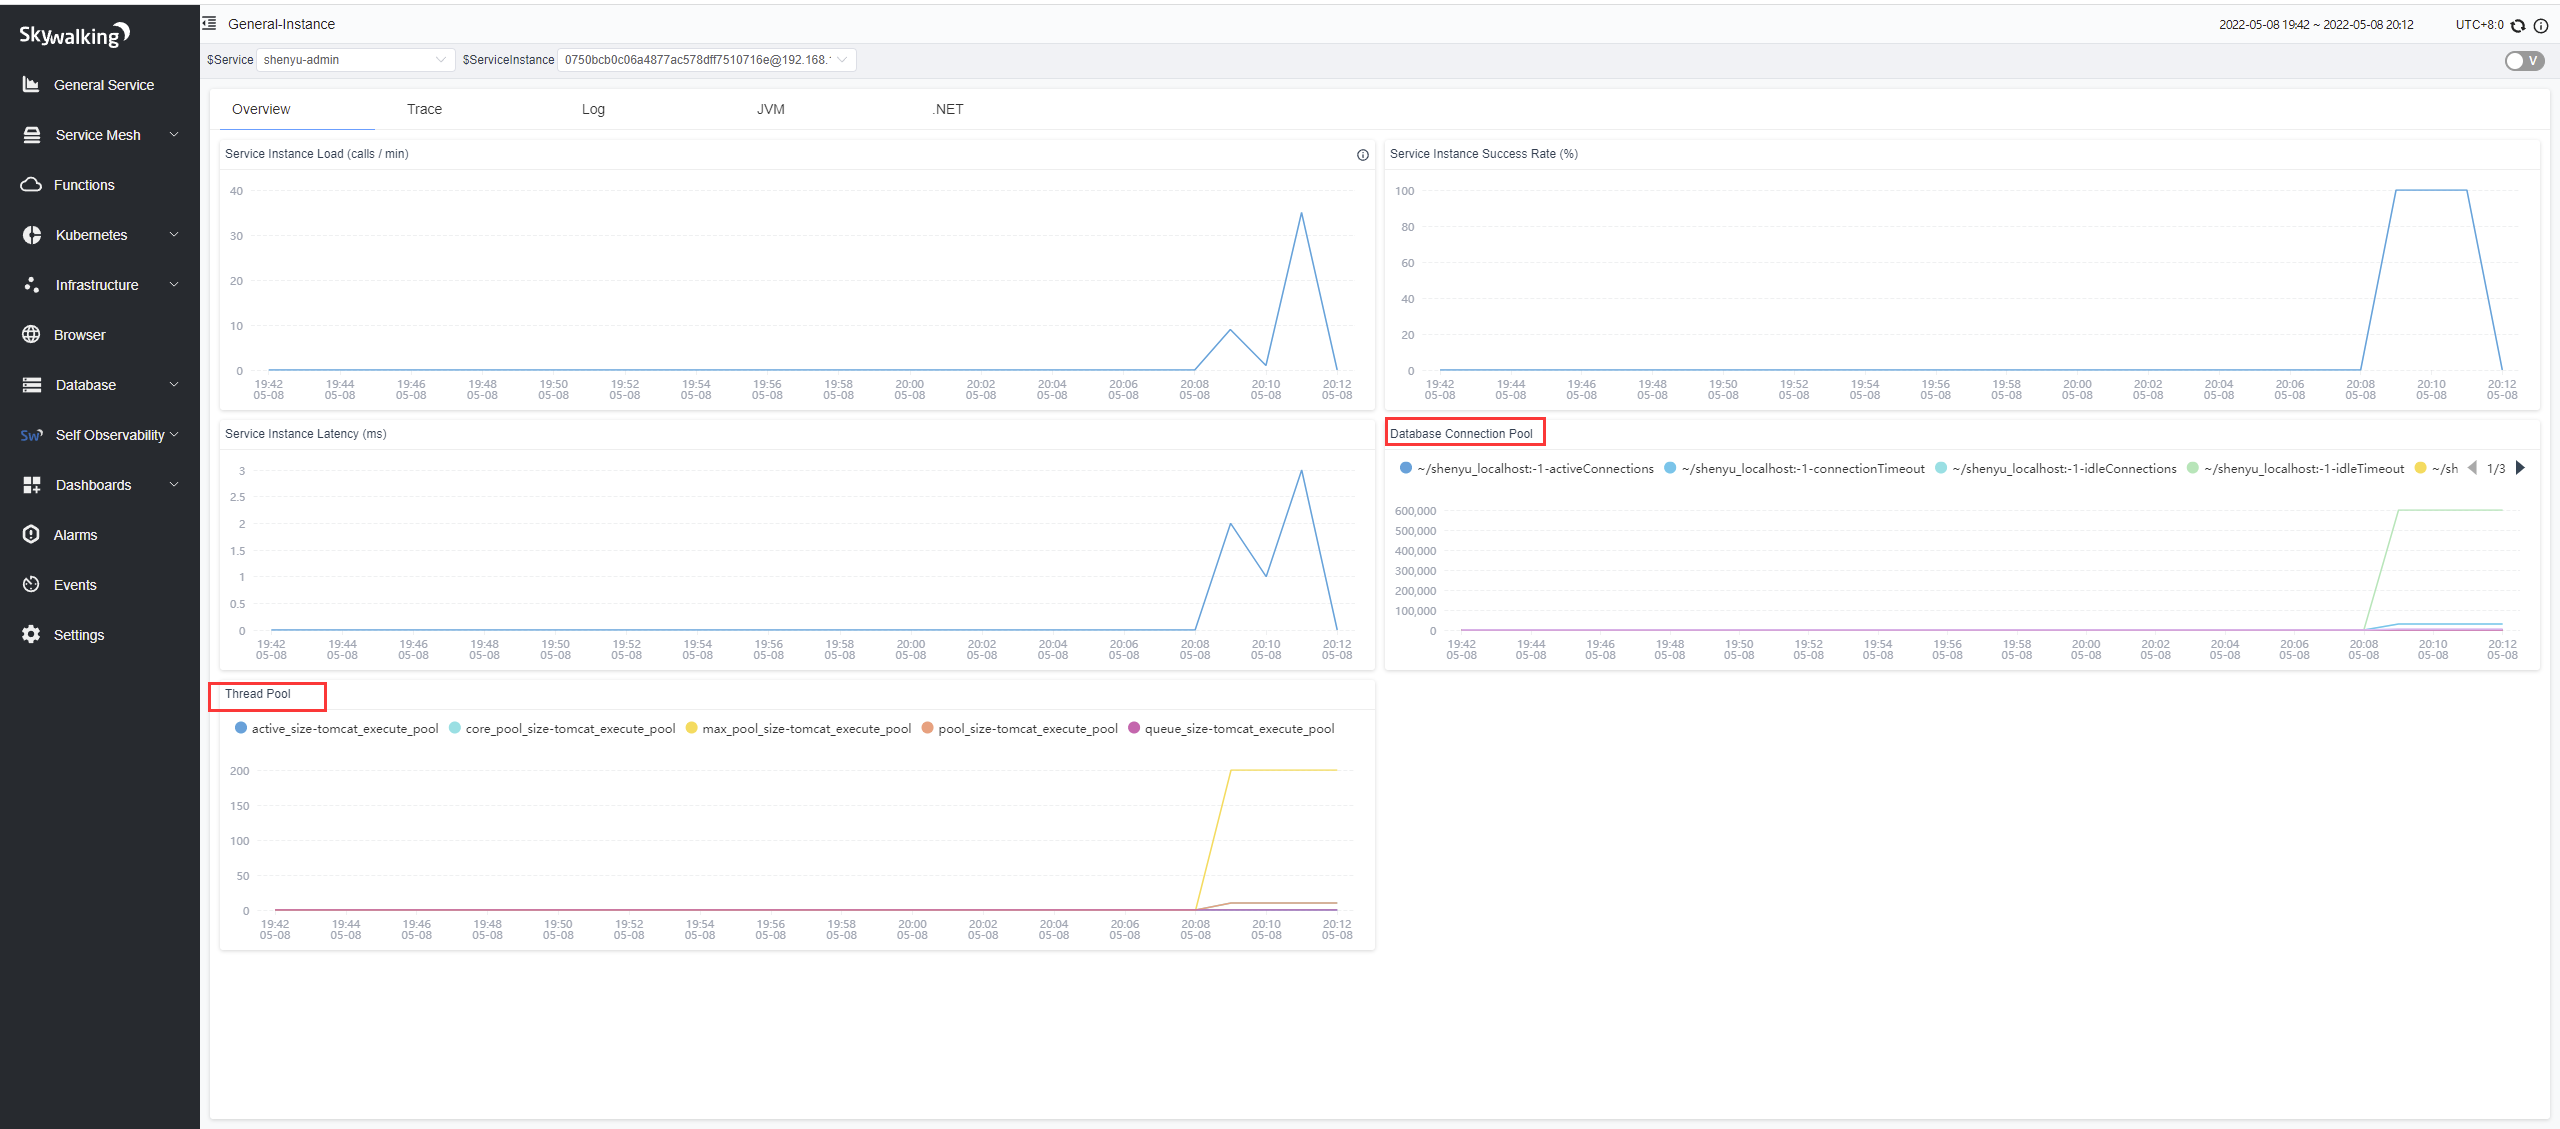 Skywalking
General Service
Service Mesh
Functions
Kubernetes
Infrastructure
Browser
Database
Sw
Self Observability
Dashboards
Alarms
Events
Settings
General-Instance
2022-05-08 19:42 ~ 2022-05-08 20:12
UTC+8:0
$Service
shenyu-admin
$ServiceInstance
0750bcb0c06a4877ac578dff7510716e@192.168.
V
Overview
Trace
Log
JVM
.NET
Service Instance Load (calls / min)
40
30
20
10
0
19:42 19:44 19:46 19:48 19:50 19:52 19:54 19:56 19:58 20:00 20:02 20:04 20:06 20:08 20:10 20:12
05-08 05-08 05-08 05-08 05-08 05-08 05-08 05-08 05-08 05-08 05-08 05-08 05-08 05-08 05-08 05-08
Service Instance Success Rate (%)
100
80
60
40
20
0
19:42 19:44 19:46 19:48 19:50 19:52 19:54 19:56 19:58 20:00 20:02 20:04 20:06 20:08 20:10 20:12
05-08 05-08 05-08 05-08 05-08 05-08 05-08 05-08 05-08 05-08 05-08 05-08 05-08 05-08 05-08 05-08
Service Instance Latency (ms)
3
2.5
2
1.5
1
0.5
0
19:42 19:44 19:46 19:48 19:50 19:52 19:54 19:56 19:58 20:00 20:02 20:04 20:06 20:08 20:10 20:12
05-08 05-08 05-08 05-08 05-08 05-08 05-08 05-08 05-08 05-08 05-08 05-08 05-08 05-08 05-08 05-08
Database Connection Pool
~/shenyu_localhost:-1-activeConnections ~/shenyu_localhost:-1-connectionTimeout ~/shenyu_localhost:-1-idleConnections ~/shenyu_localhost:-1-idleTimeout ~/sh 1/3
600,000
500,000
400,000
300,000
200,000
100,000
0
19:42 19:44 19:46 19:48 19:50 19:52 19:54 19:56 19:58 20:00 20:02 20:04 20:06 20:08 20:10 20:12
05-08 05-08 05-08 05-08 05-08 05-08 05-08 05-08 05-08 05-08 05-08 05-08 05-08 05-08 05-08 05-08
Thread Pool
active_size-tomcat_execute_pool core_pool_size-tomcat_execute_pool max_pool_size-tomcat_execute_pool pool_size-tomcat_execute_pool queue_size-tomcat_execute_pool
200
150
100
50
0
19:42 19:44 19:46 19:48 19:50 19:52 19:54 19:56 19:58 20:00 20:02 20:04 20:06 20:08 20:10 20:12
05-08 05-08 05-08 05-08 05-08 05-08 05-08 05-08 05-08 05-08 05-08 05-08 05-08 05-08 05-08 05-08